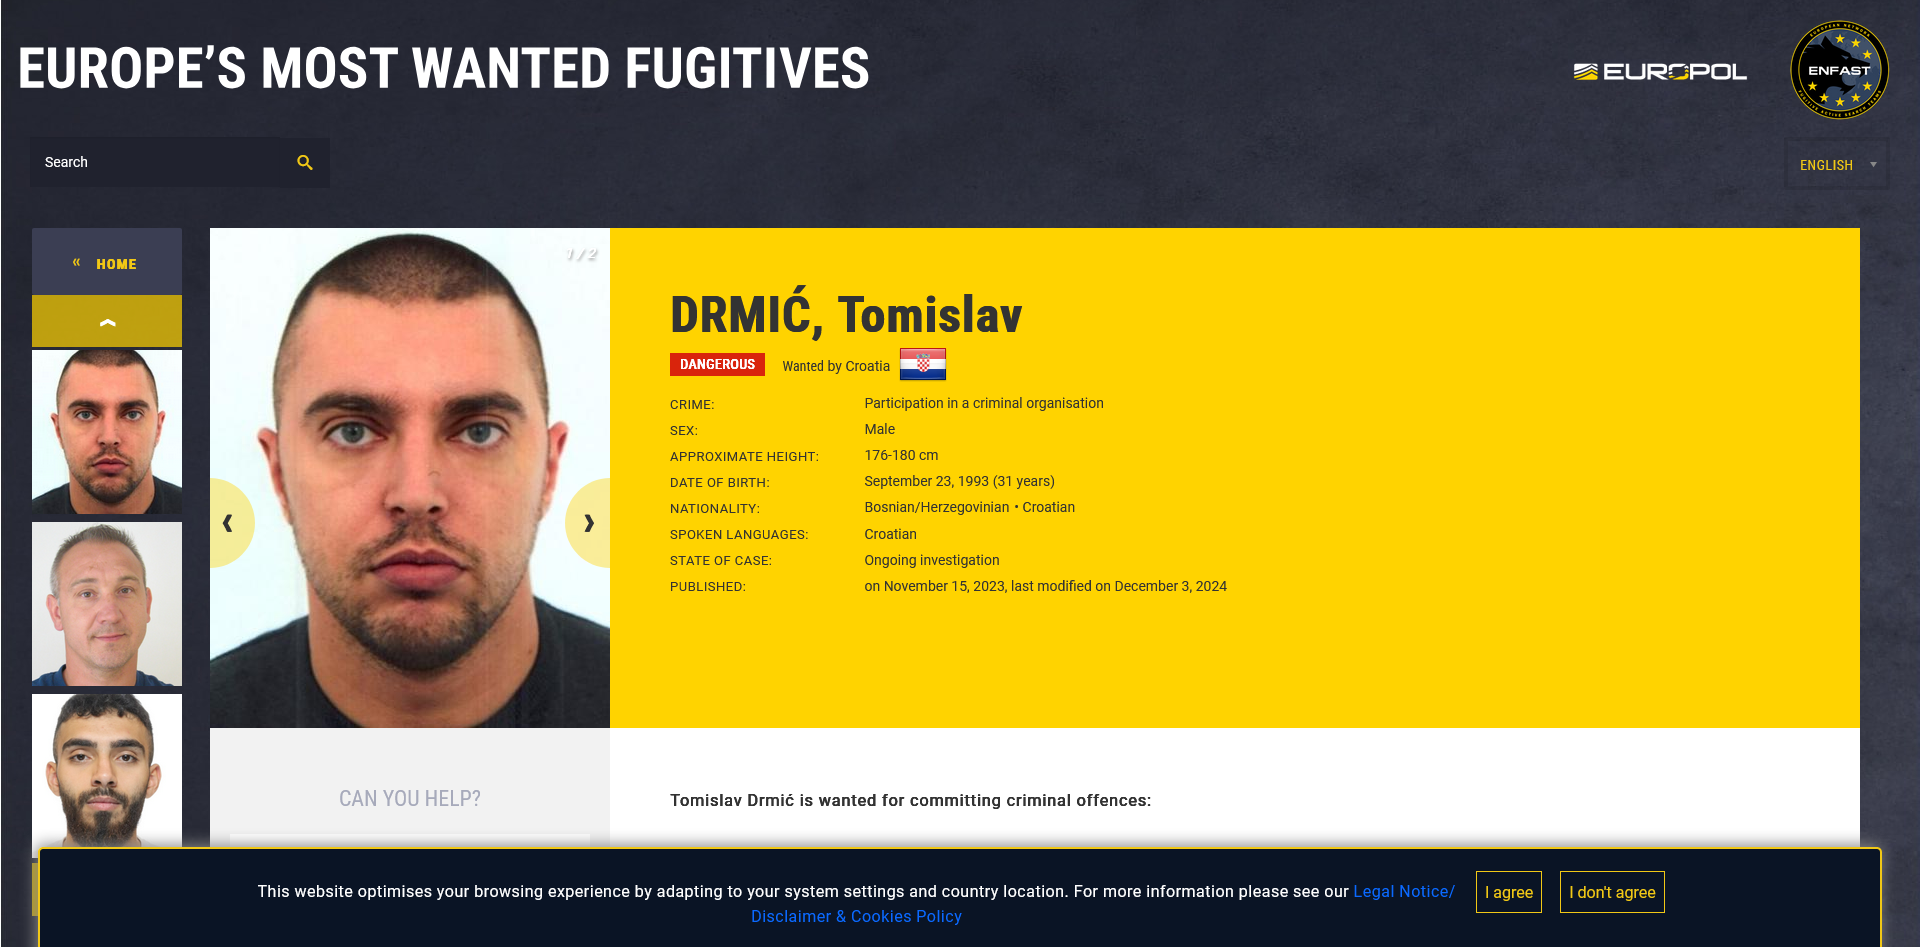 EUROPE'S MOST WANTED FUGITIVES
EUROPOL
ENFAST
Search
ENGLISH
« HOME
1 / 2
DRMIĆ, Tomislav
DANGEROUS Wanted by Croatia
CRIME: Participation in a criminal organisation
SEX: Male
APPROXIMATE HEIGHT: 176-180 cm
DATE OF BIRTH: September 23, 1993 (31 years)
NATIONALITY: Bosnian/Herzegovinian • Croatian
SPOKEN LANGUAGES: Croatian
STATE OF CASE: Ongoing investigation
PUBLISHED: on November 15, 2023, last modified on December 3, 2024
CAN YOU HELP?
Tomislav Drmić is wanted for committing criminal offences:
This website optimises your browsing experience by adapting to your system settings and country location. For more information please see our Legal Notice/
Disclaimer & Cookies Policy
I agree
I don't agree